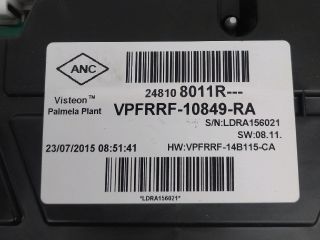 ANC
24810 8011R---
Visteon™
Palmela Plant
VPFRRF-10849-RA
S/N:LDRA156021
SW:08.11.
23/07/2015 08:51:41
HW:VPFRRF-14B115-CA
*LDRA156021*